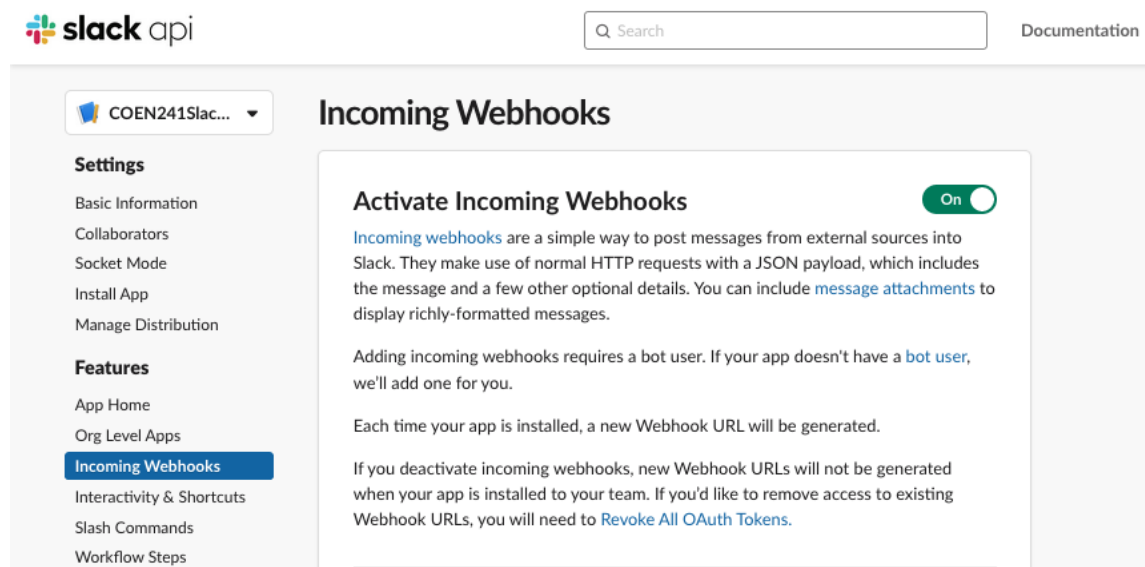 slack api
Search
Documentation
COEN241Slac...
Settings
Basic Information
Collaborators
Socket Mode
Install App
Manage Distribution
Features
App Home
Org Level Apps
Incoming Webhooks
Interactivity & Shortcuts
Slash Commands
Workflow Steps
Incoming Webhooks
Activate Incoming Webhooks
On
Incoming webhooks are a simple way to post messages from external sources into
Slack. They make use of normal HTTP requests with a JSON payload, which includes
the message and a few other optional details. You can include message attachments to
display richly-formatted messages.
Adding incoming webhooks requires a bot user. If your app doesn't have a bot user,
we'll add one for you.
Each time your app is installed, a new Webhook URL will be generated.
If you deactivate incoming webhooks, new Webhook URLs will not be generated
when your app is installed to your team. If you'd like to remove access to existing
Webhook URLs, you will need to Revoke All OAuth Tokens.